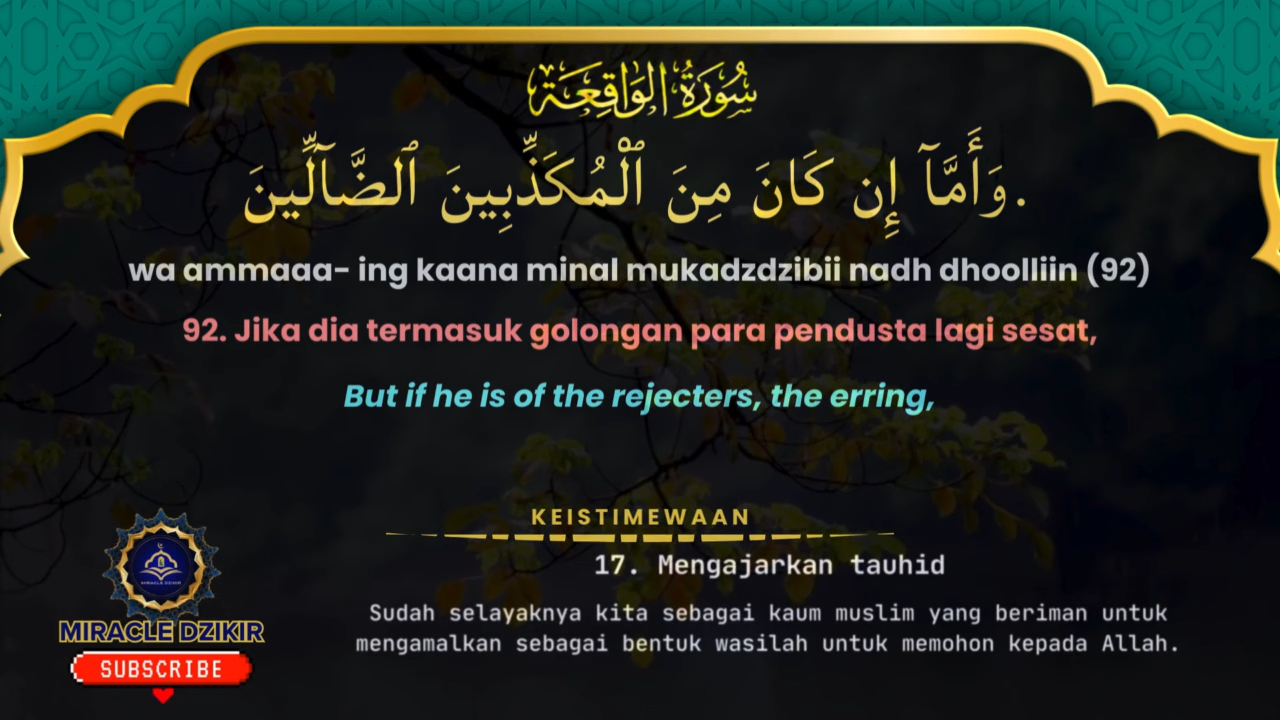 سُورَةُ الوَاقِعَة
وَأَمَّآ إِن كَانَ مِنَ ٱلْمُكَذِّبِينَ ٱلضَّآلِّينَ.
wa ammaaa- ing kaana minal mukadzdzibii nadh dhoolliin (92)
92. Jika dia termasuk golongan para pendusta lagi sesat,
But if he is of the rejecters, the erring,
KEISTIMEWAAN
17. Mengajarkan tauhid
Sudah selayaknya kita sebagai kaum muslim yang beriman untuk
mengamalkan sebagai bentuk wasilah untuk memohon kepada Allah.
MIRACLE DZIKIR
MIRACLE DZIKIR
SUBSCRIBE